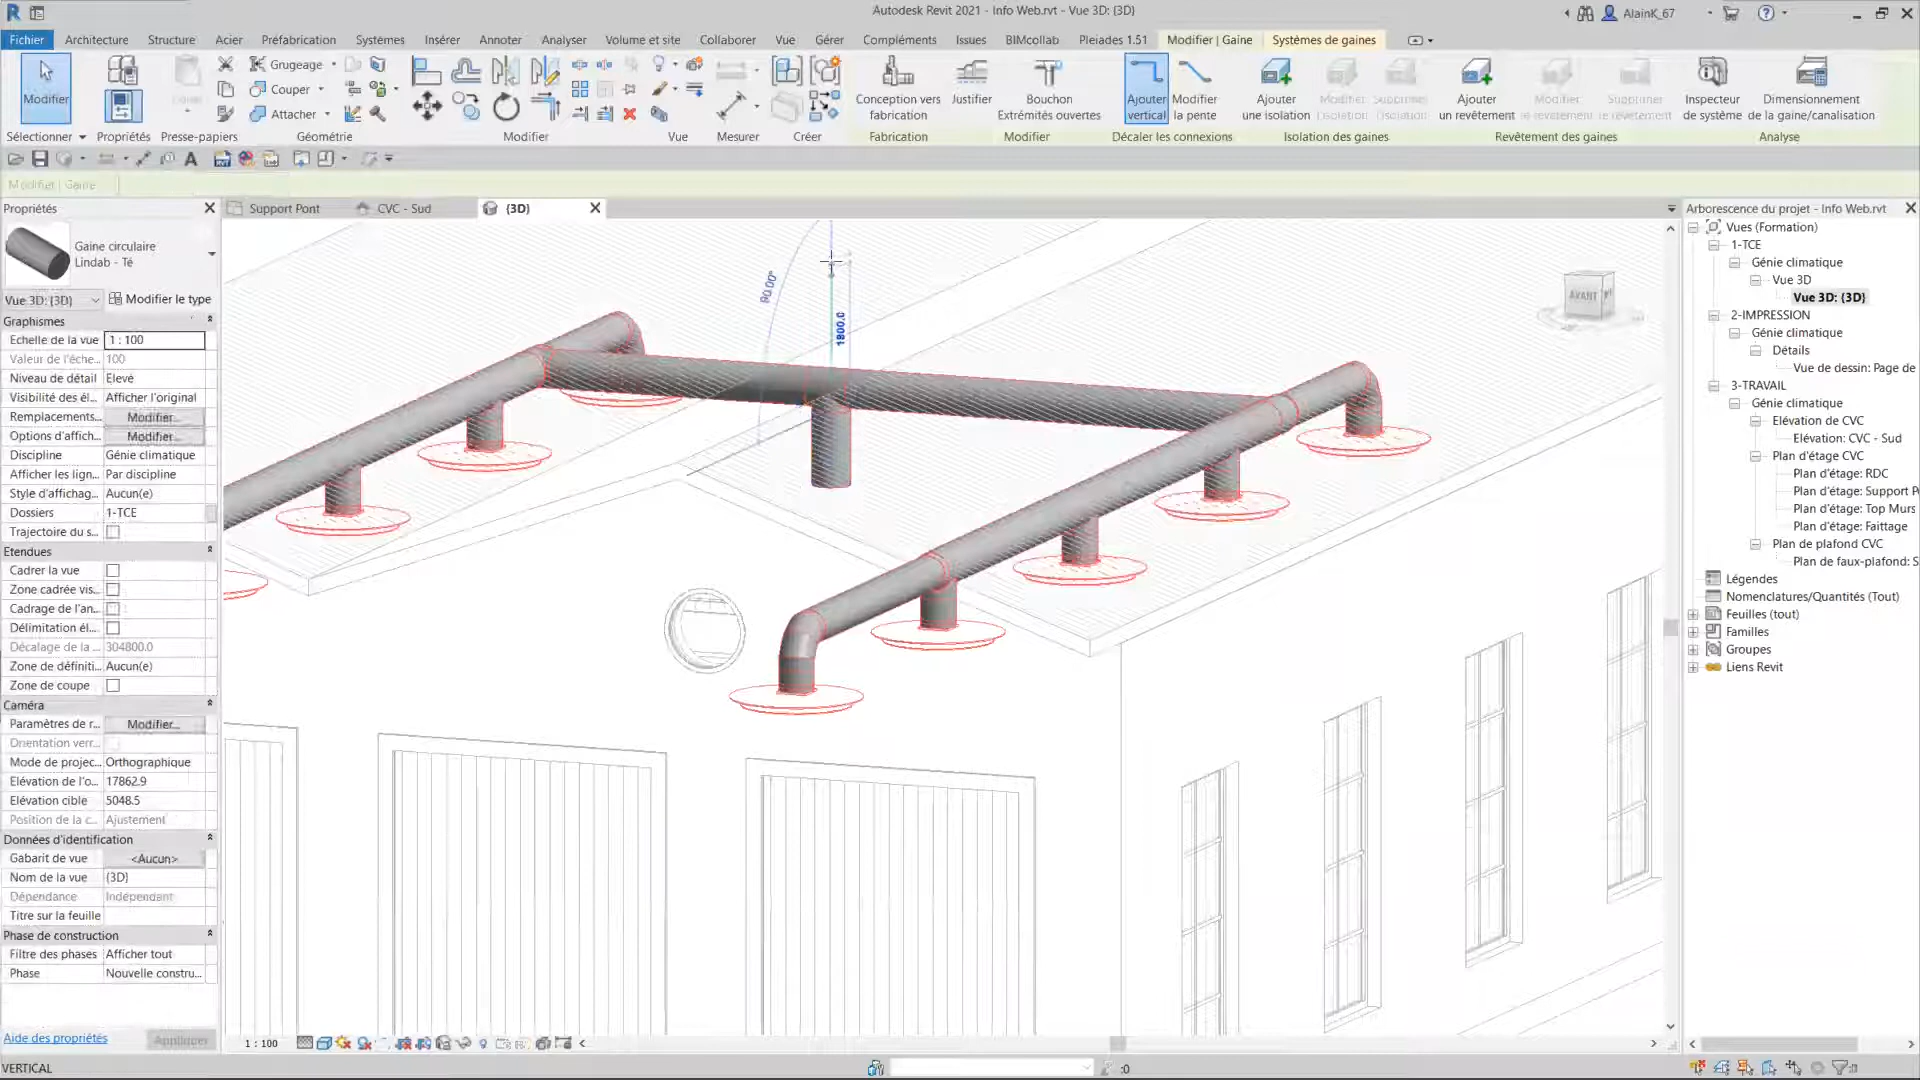 Autodesk Revit 2021 - Info Web.rvt - Vue 3D: {3D}
AlainK_67
Fichier Architecture Structure Acier Préfabrication Systèmes Insérer Annoter Analyser Volume et site Collaborer Vue Gérer Compléments Issues BIMcollab Pleiades 1.51 Modifier | Gaine Systèmes de gaines
Modifier
Grugeage
Couper
Attacher
Conception vers fabrication
Justifier
Bouchon
Extrémités ouvertes
Ajouter vertical
Modifier la pente
Ajouter une isolation
Modifier l'isolation
Supprimer l'isolation
Ajouter un revêtement
Modifier le revêtement
Supprimer le revêtement
Inspecteur de système
Dimensionnement de la gaine/canalisation
Sélectionner Propriétés Presse-papiers Géométrie Modifier Vue Mesurer Créer Fabrication Modifier Décaler les connexions Isolation des gaines Revêtement des gaines Analyse
Modifier | Gaine
Propriétés
Support Pont
CVC - Sud
{3D}
Arborescence du projet - Info Web.rvt
Gaine circulaire
Lindab - Té
Vue 3D: {3D}
Modifier le type
Graphismes
Echelle de la vue 1 : 100
Valeur de l'éche... 100
Niveau de détail Elevé
Visibilité des él... Afficher l'original
Remplacements... Modifier...
Options d'affich... Modifier...
Discipline Génie climatique
Afficher les lign... Par discipline
Style d'affichag... Aucun(e)
Dossiers 1-TCE
Trajectoire du s...
Etendues
Cadrer la vue
Zone cadrée vis...
Cadrage de l'an...
Délimitation él...
Décalage de la ... 304800.0
Zone de définiti... Aucun(e)
Zone de coupe
Caméra
Paramètres de r... Modifier...
Orientation verr...
Mode de projec... Orthographique
Elévation de l'o... 17862.9
Elévation cible 5048.5
Position de la c... Ajustement
Données d'identification
Gabarit de vue <Aucun>
Nom de la vue {3D}
Dépendance Indépendant
Titre sur la feuille
Phase de construction
Filtre des phases Afficher tout
Phase Nouvelle constru...
Aide des propriétés
Appliquer
90.00°
1800.0
AVANT
Vues (Formation)
1-TCE
Génie climatique
Vue 3D
Vue 3D: {3D}
2-IMPRESSION
Génie climatique
Détails
Vue de dessin: Page de
3-TRAVAIL
Génie climatique
Elévation de CVC
Elévation: CVC - Sud
Plan d'étage CVC
Plan d'étage: RDC
Plan d'étage: Support P
Plan d'étage: Top Murs
Plan d'étage: Faittage
Plan de plafond CVC
Plan de faux-plafond: S
Légendes
Nomenclatures/Quantités (Tout)
Feuilles (tout)
Familles
Groupes
Liens Revit
1 : 100
VERTICAL
:0